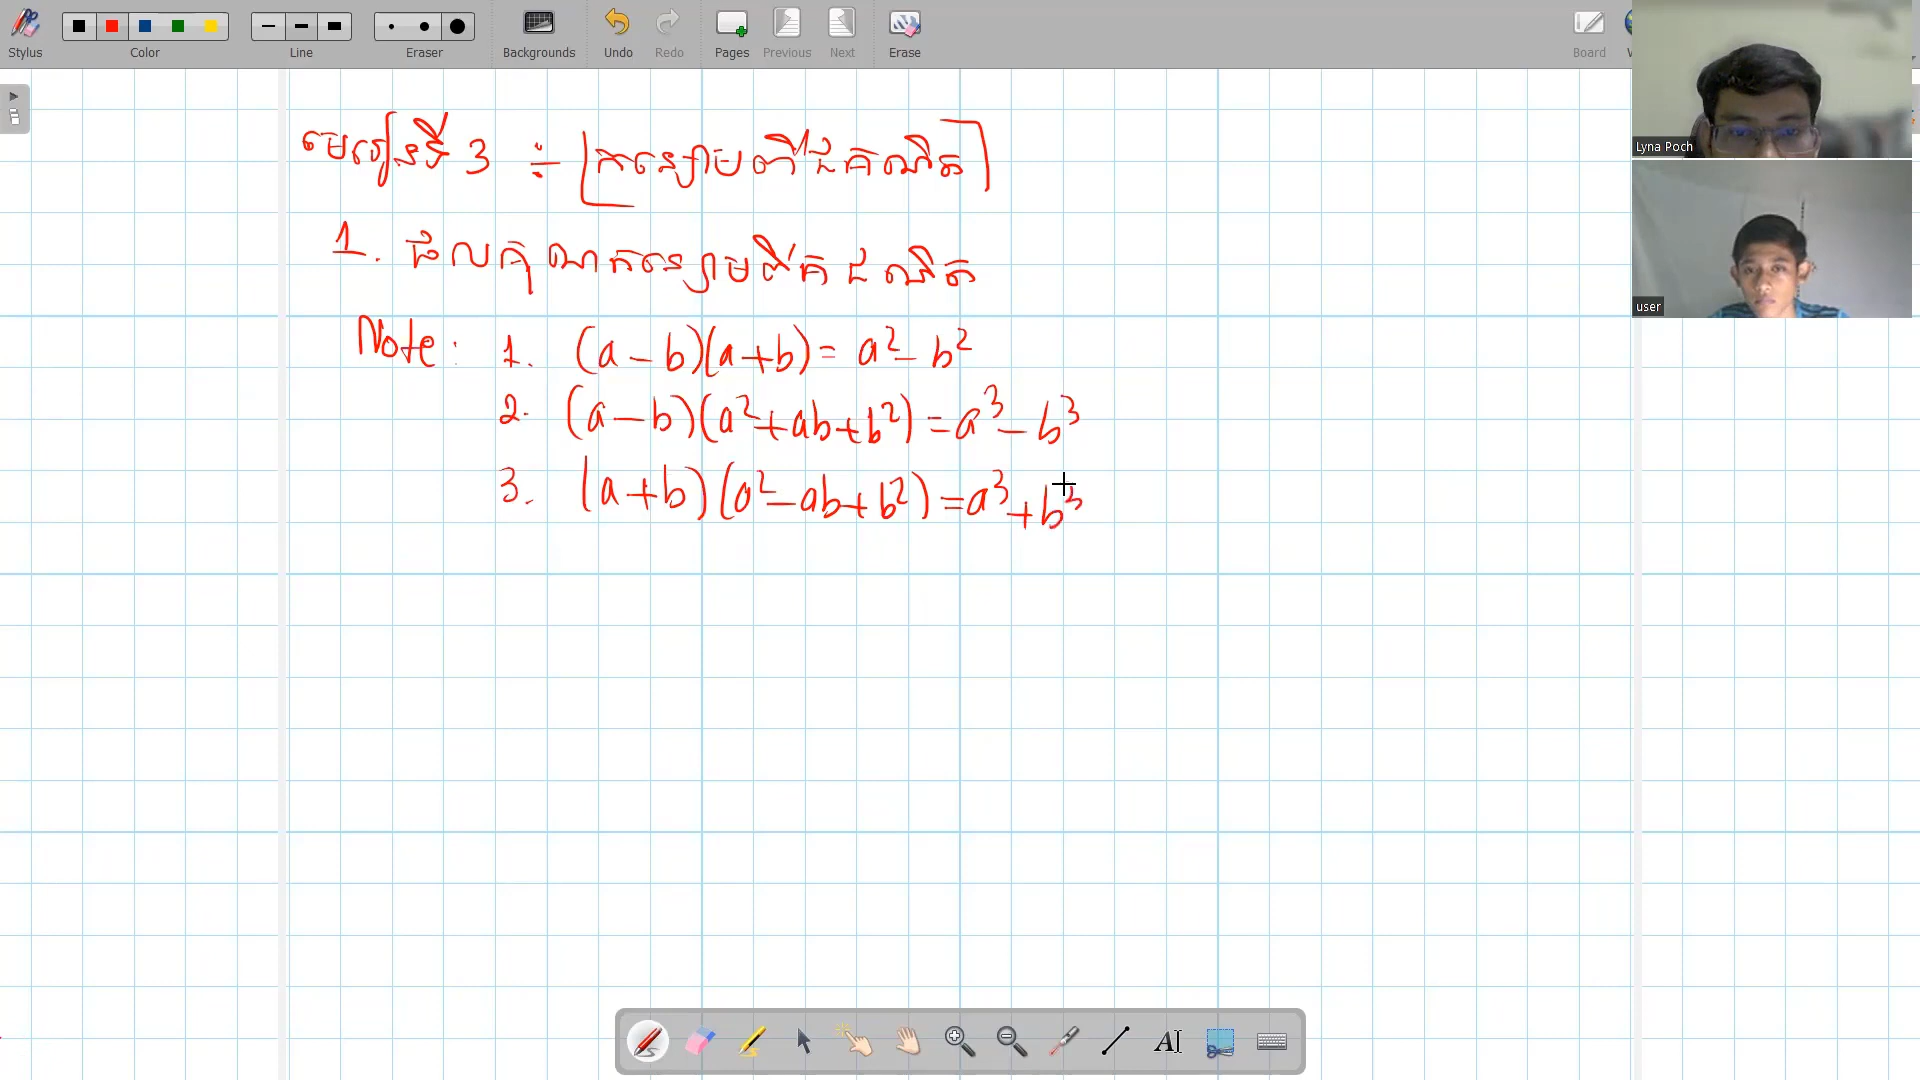 Stylus Color Line Eraser Backgrounds Undo Redo Pages Previous Next Erase Board
Lyna Poch
user
មេរៀនទី 3 ÷ [កន្សោមពីជគណិត]
1. ផលគុណកន្សោមពីគជណិត
Note: 1. (a-b)(a+b) = a²-b²
2. (a-b)(a²+ab+b²) = a³-b³
3. (a+b)(a²-ab+b²) = a³+b³